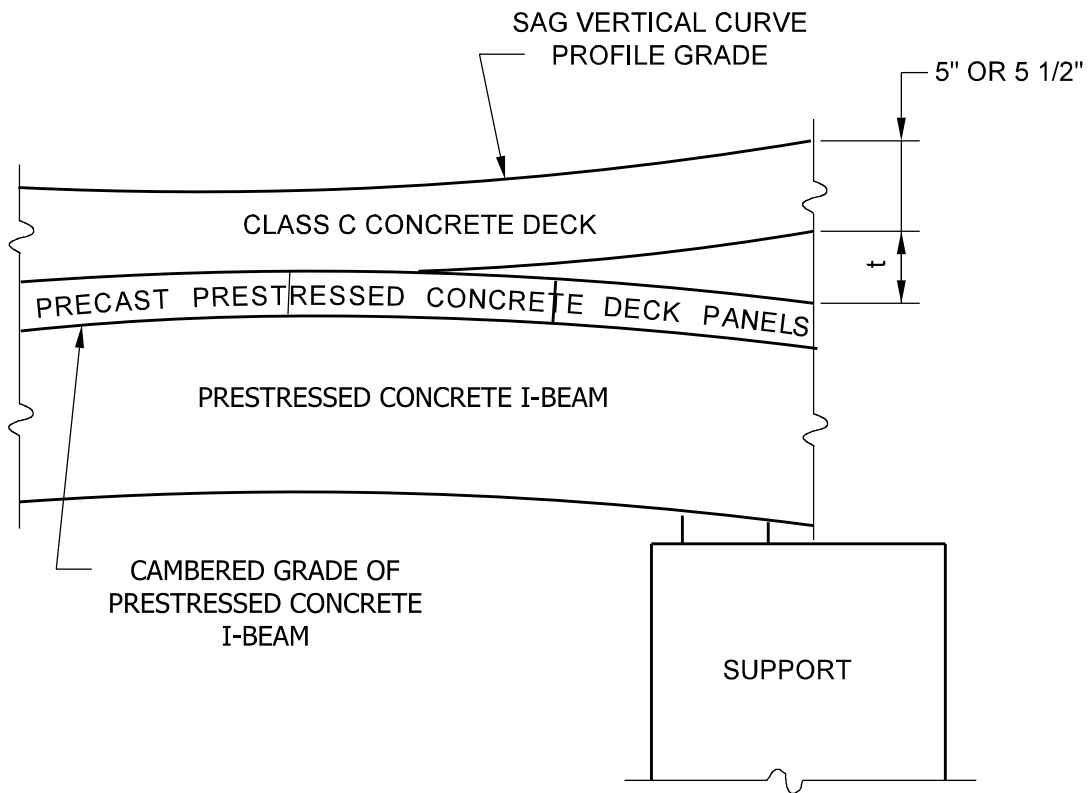 SAG VERTICAL CURVE
PROFILE GRADE
5" OR 5 1/2"
CLASS C CONCRETE DECK
t
PRECAST PRESTRESSED CONCRETE DECK PANELS
PRESTRESSED CONCRETE I-BEAM
CAMBERED GRADE OF
PRESTRESSED CONCRETE
I-BEAM
SUPPORT